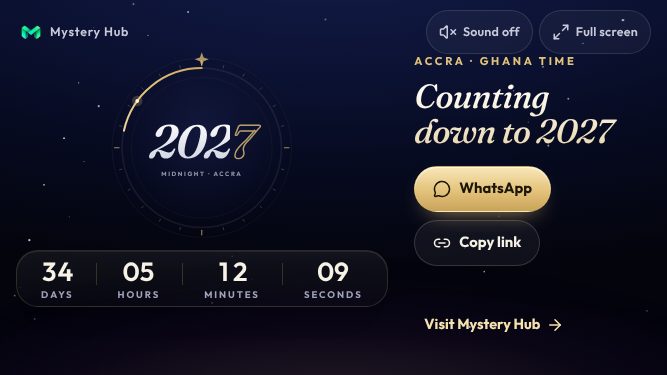 Mystery Hub
Sound off
Full screen
2027
MIDNIGHT · ACCRA
34
DAYS
05
HOURS
12
MINUTES
09
SECONDS
ACCRA · GHANA TIME
Counting
down to 2027
WhatsApp
Copy link
Visit Mystery Hub →